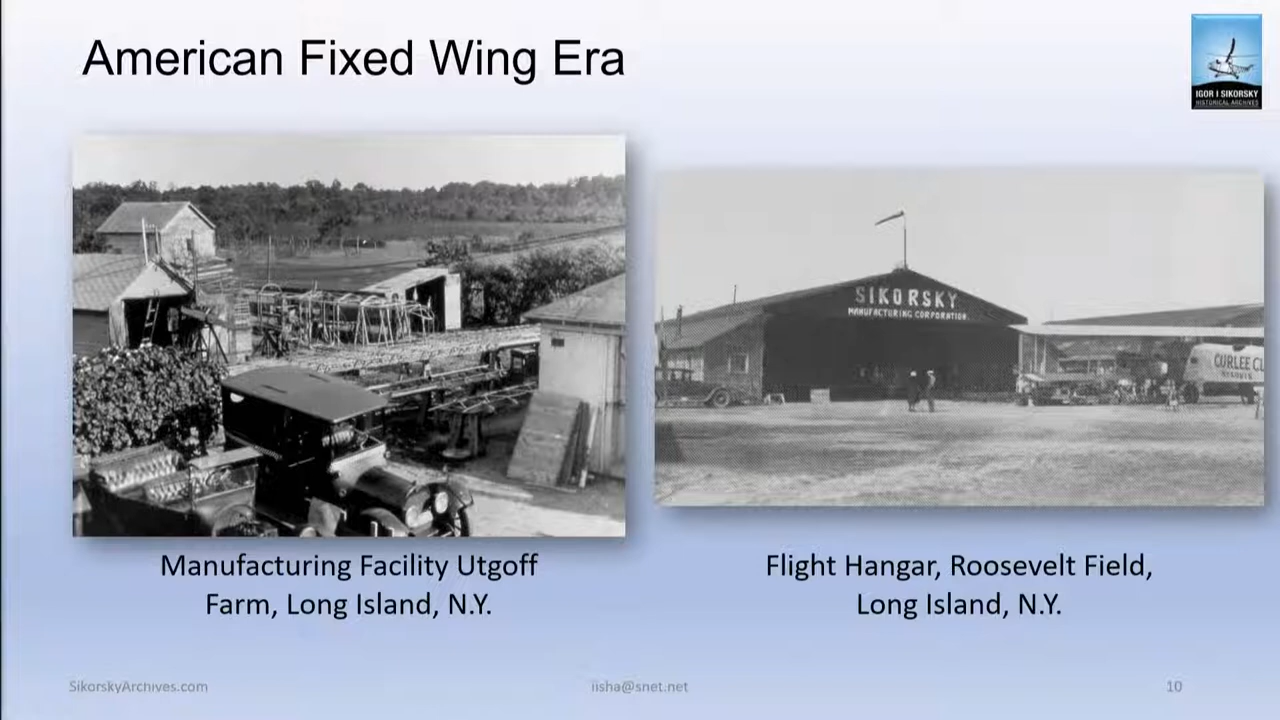 American Fixed Wing Era
IGOR I SIKORSKY
HISTORICAL ARCHIVES
SIKORSKY
MANUFACTURING CORPORATION
CURLEE CL
Manufacturing Facility Utgoff
Farm, Long Island, N.Y.
Flight Hangar, Roosevelt Field,
Long Island, N.Y.
SikorskyArchives.com
iisha@snet.net
10